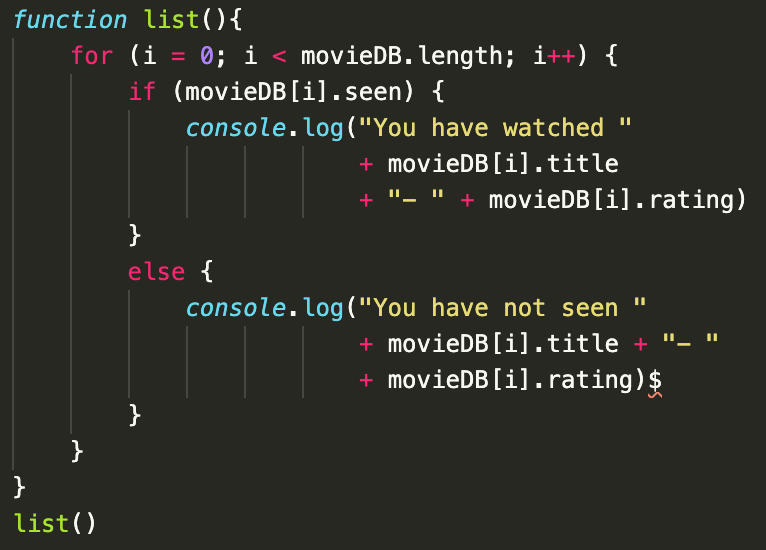 function list(){
    for (i = 0; i < movieDB.length; i++) {
        if (movieDB[i].seen) {
            console.log("You have watched "
                        + movieDB[i].title
                        + "– " + movieDB[i].rating)
        }
        else {
            console.log("You have not seen "
                        + movieDB[i].title + "– "
                        + movieDB[i].rating)$
        }
    }
}
list()